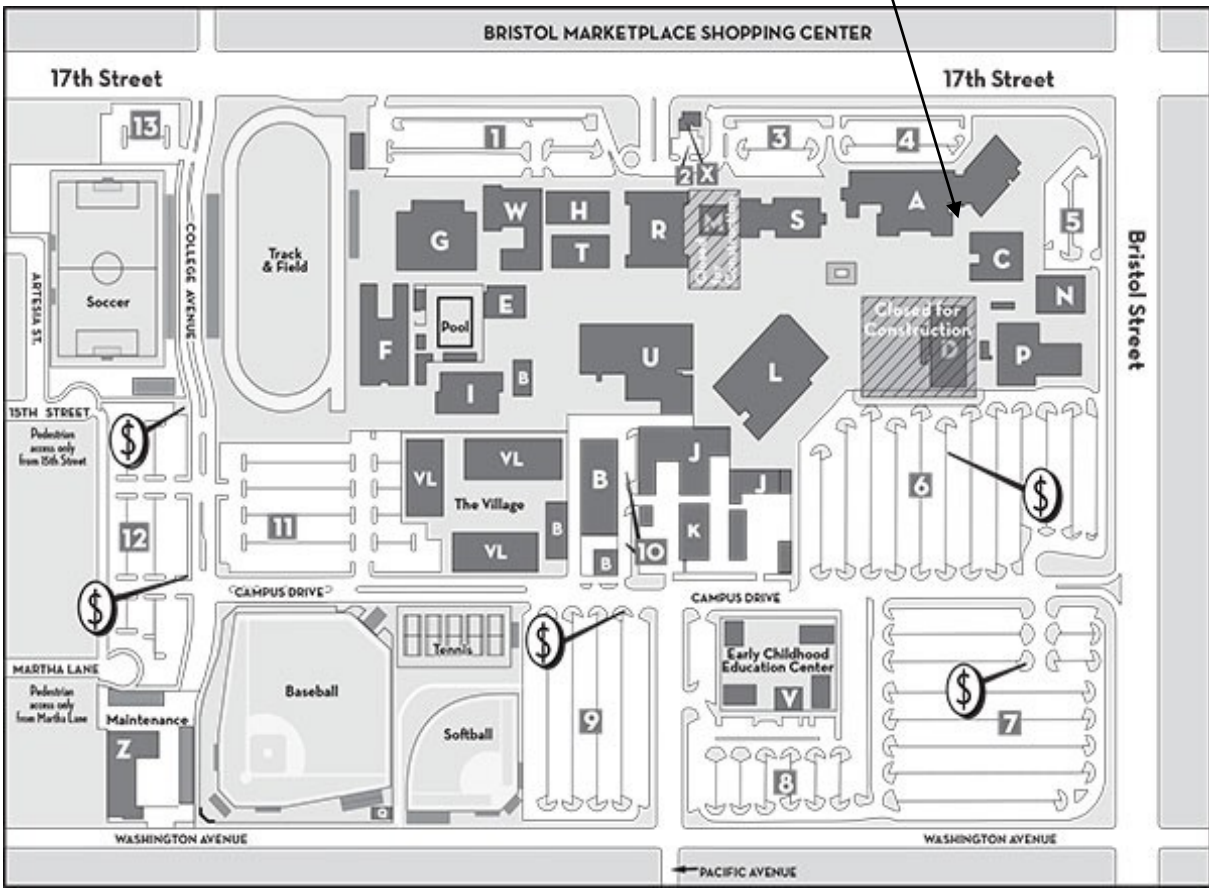 BRISTOL MARKETPLACE SHOPPING CENTER
17th Street
17th Street
13
1
2
X
3
4
5
G
W
H
T
R
M
S
A
C
N
Track
& Field
COLLEGE AVENUE
ARTESIA ST.
Soccer
Bristol Street
E
Pool
F
I
B
U
L
Closed for
Construction
D
P
15TH STREET
Pedestrian
access only
from 15th Street
$
VL
VL
The Village
VL
B
B
B
J
J
K
10
6
$
11
12
$
CAMPUS DRIVE
CAMPUS DRIVE
$
Tennis
Early Childhood
Education Center
V
$
7
MARTHA LANE
Pedestrian
access only
from Martha Lane
Maintenance
Z
Baseball
Softball
9
8
WASHINGTON AVENUE
WASHINGTON AVENUE
PACIFIC AVENUE